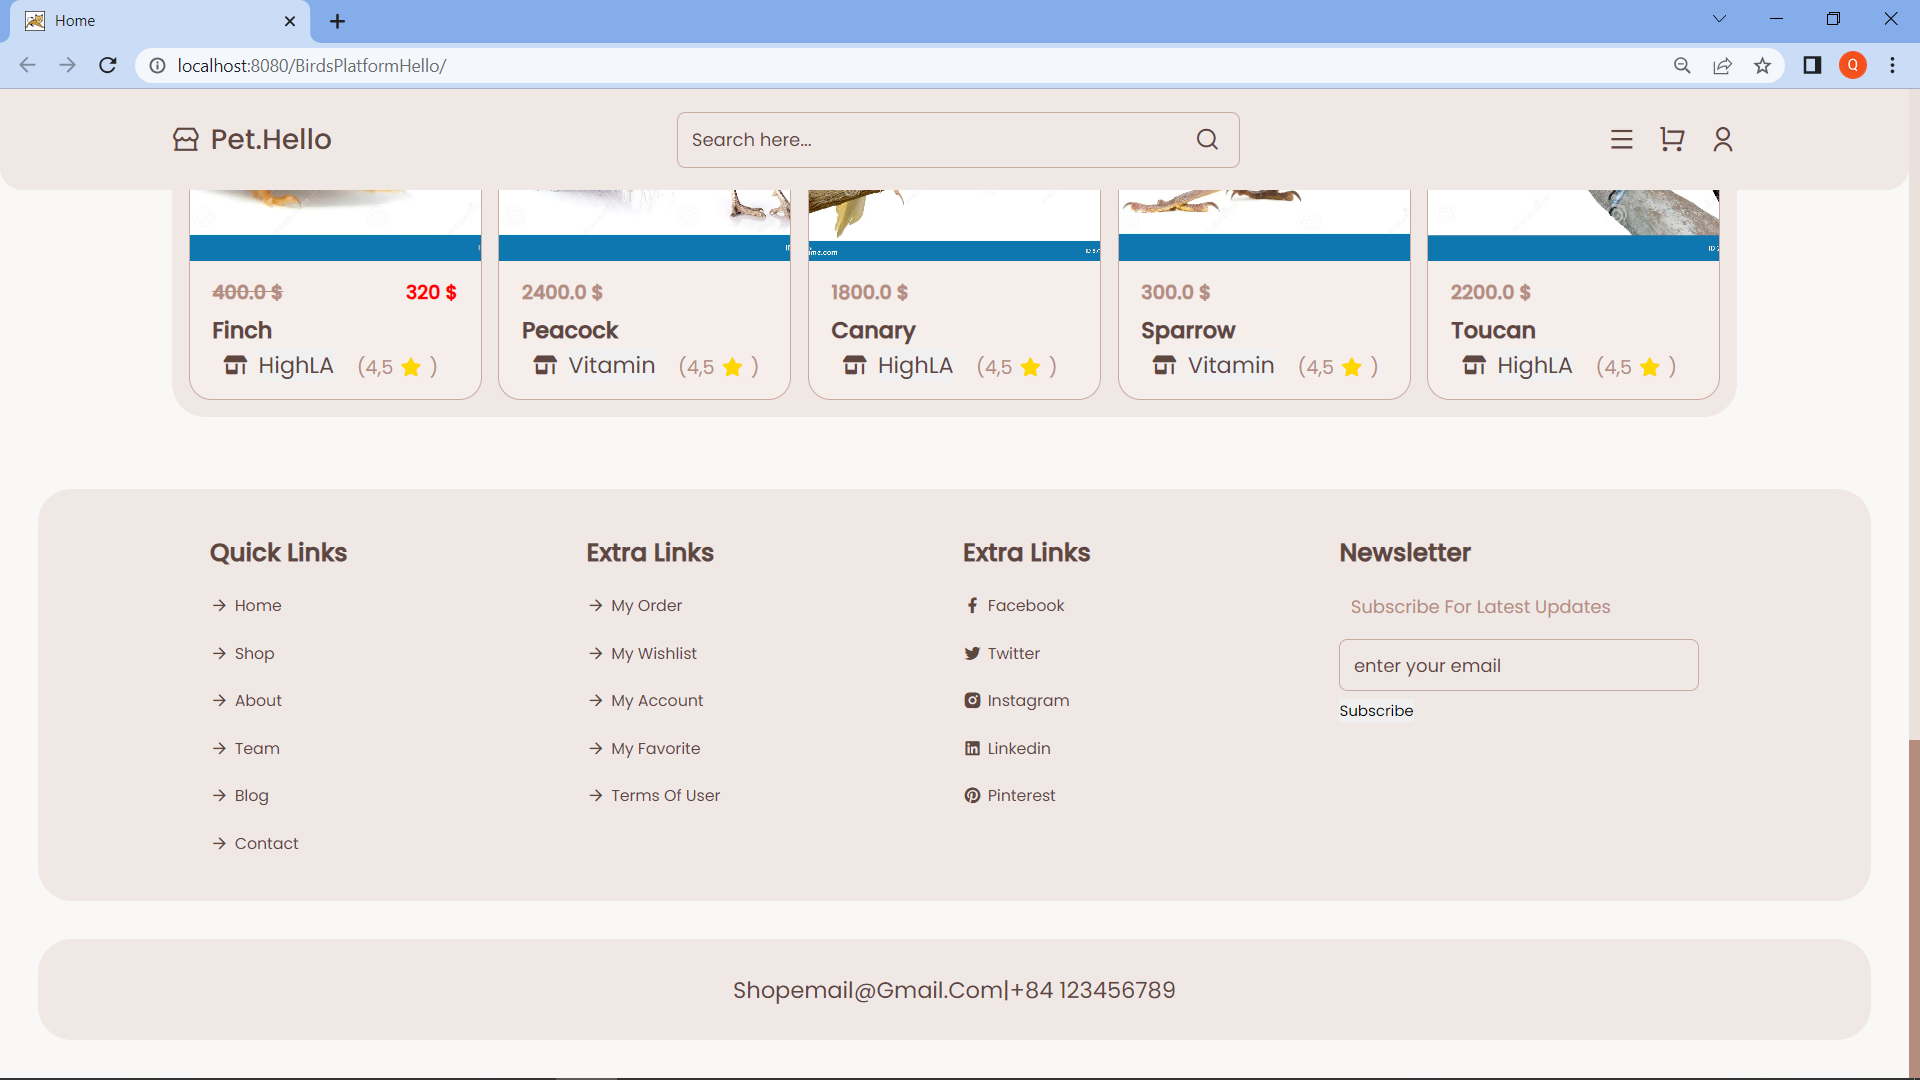 Home
localhost:8080/BirdsPlatformHello/
Q
Pet.Hello
Search here...
400.0 $ 320 $
Finch
HighLA (4,5 ★ )
2400.0 $
Peacock
Vitamin (4,5 ★ )
1800.0 $
Canary
HighLA (4,5 ★ )
300.0 $
Sparrow
Vitamin (4,5 ★ )
2200.0 $
Toucan
HighLA (4,5 ★ )
Quick Links
Home
Shop
About
Team
Blog
Contact
Extra Links
My Order
My Wishlist
My Account
My Favorite
Terms Of User
Extra Links
Facebook
Twitter
Instagram
Linkedin
Pinterest
Newsletter
Subscribe For Latest Updates
enter your email
Subscribe
Shopemail@Gmail.Com|+84 123456789